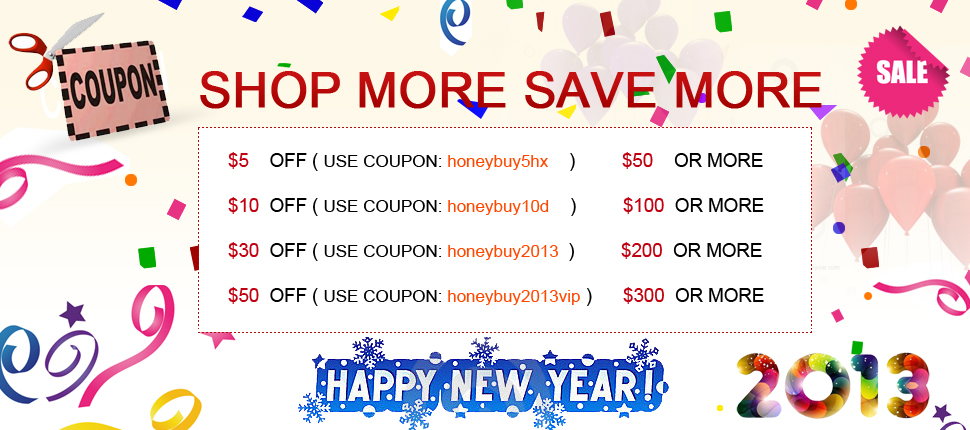 COUPON
SALE
SHOP MORE SAVE MORE
$5 OFF ( USE COUPON: honeybuy5hx ) $50 OR MORE
$10 OFF ( USE COUPON: honeybuy10d ) $100 OR MORE
$30 OFF ( USE COUPON: honeybuy2013 ) $200 OR MORE
$50 OFF ( USE COUPON: honeybuy2013vip ) $300 OR MORE
HAPPY NEW YEAR!
2013